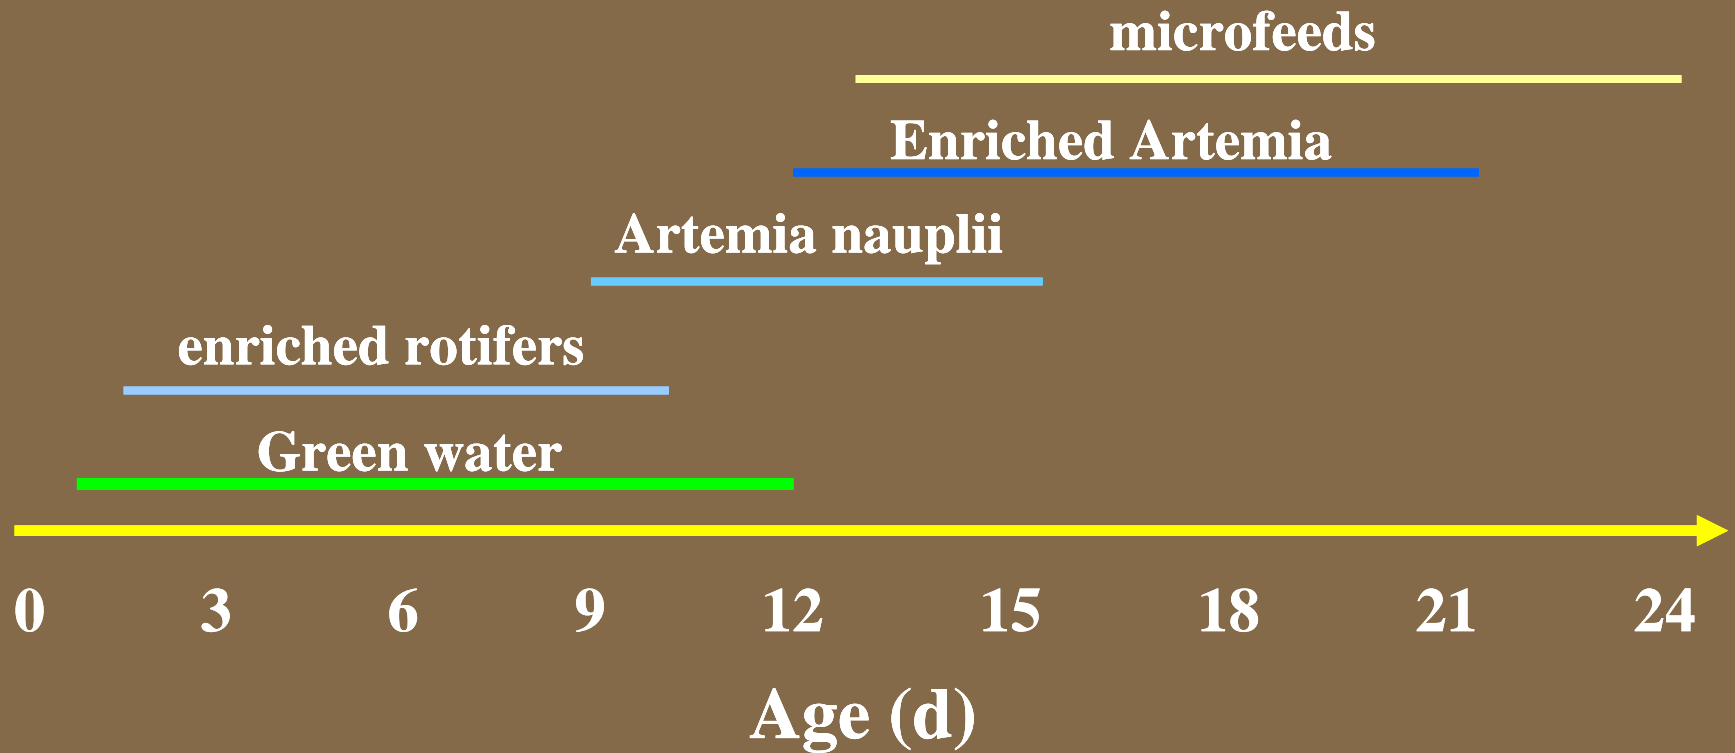 microfeeds
Enriched Artemia
Artemia nauplii
enriched rotifers
Green water
0 3 6 9 12 15 18 21 24
Age (d)